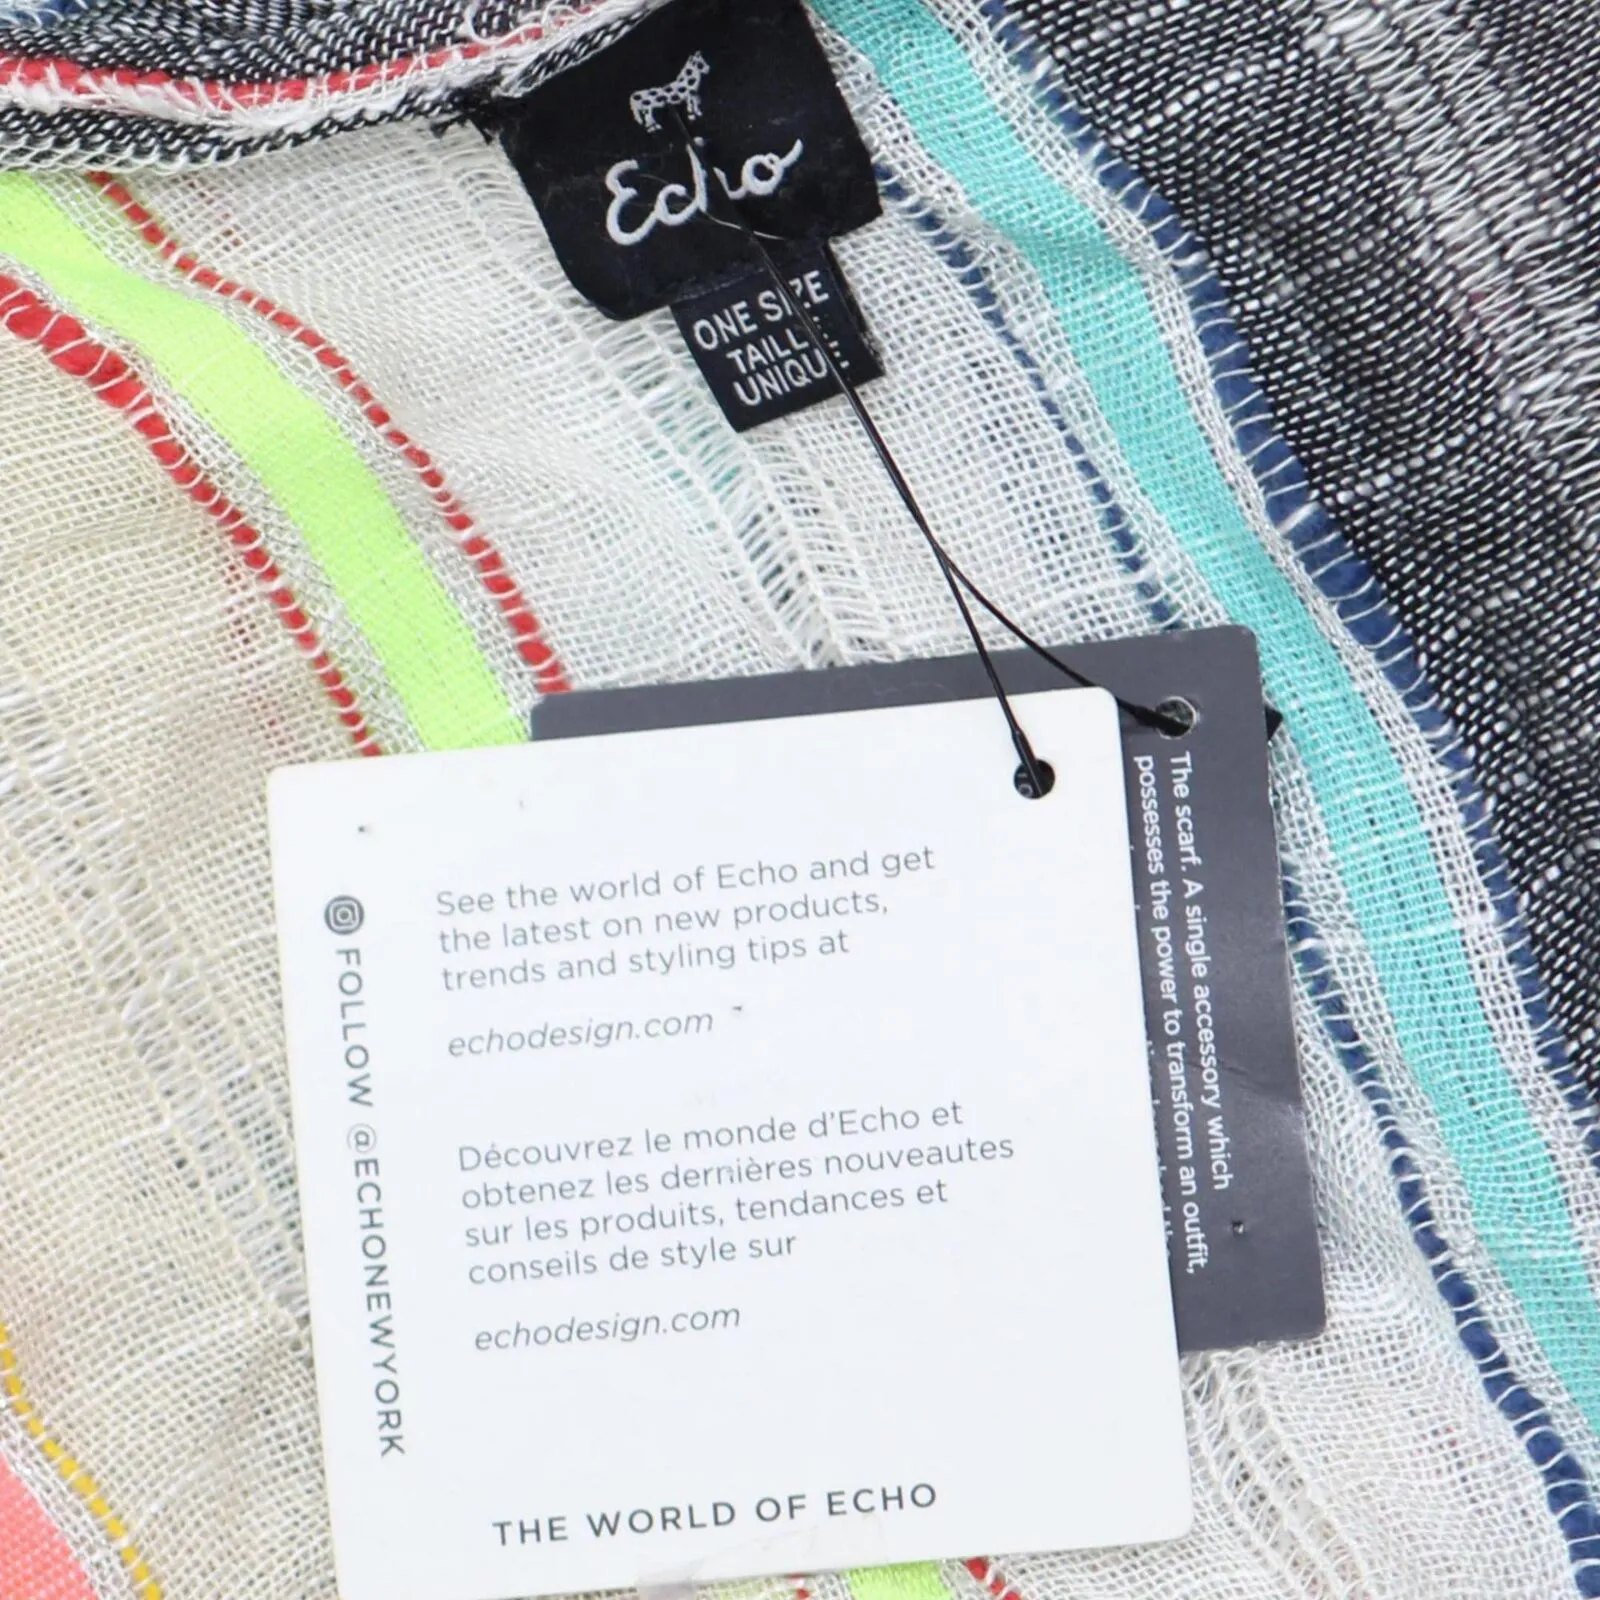 Echo
ONE SIZE
TAILLE
UNIQUE
See the world of Echo and get
the latest on new products,
trends and styling tips at
echodesign.com
Découvrez le monde d'Echo et
obtenez les dernières nouveautes
sur les produits, tendances et
conseils de style sur
echodesign.com
FOLLOW @ECHONEWYORK
THE WORLD OF ECHO
The scarf. A single accessory which
possesses the power to transform an outfit,